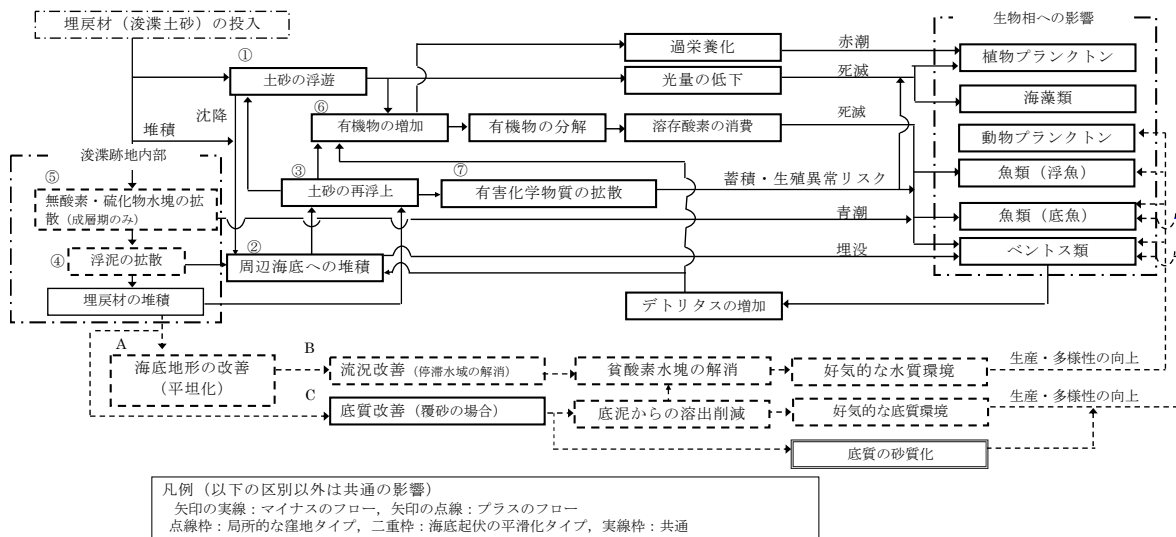 埋戻材（浚渫土砂）の投入
生物相への影響
①
過栄養化
赤潮
植物プランクトン
土砂の浮遊
光量の低下
死滅
沈降
⑥
海藻類
堆積
有機物の増加
有機物の分解
溶存酸素の消費
死滅
動物プランクトン
浚渫跡地内部
③
⑦
魚類（浮魚）
⑤
土砂の再浮上
有害化学物質の拡散
蓄積・生殖異常リスク
無酸素・硫化物水塊の拡
散（成層期のみ）
青潮
魚類（底魚）
②
④
浮泥の拡散
周辺海底への堆積
埋没
ベントス類
埋戻材の堆積
デトリタスの増加
A
海底地形の改善
（平坦化）
B
流況改善（停滞水域の解消）
貧酸素水塊の解消
好気的な水質環境
生産・多様性の向上
C
底質改善（覆砂の場合）
底泥からの溶出削減
好気的な底質環境
生産・多様性の向上
底質の砂質化
凡例（以下の区別以外は共通の影響）
矢印の実線：マイナスのフロー，矢印の点線：プラスのフロー
点線枠：局所的な窪地タイプ，二重枠：海底起伏の平滑化タイプ，実線枠：共通